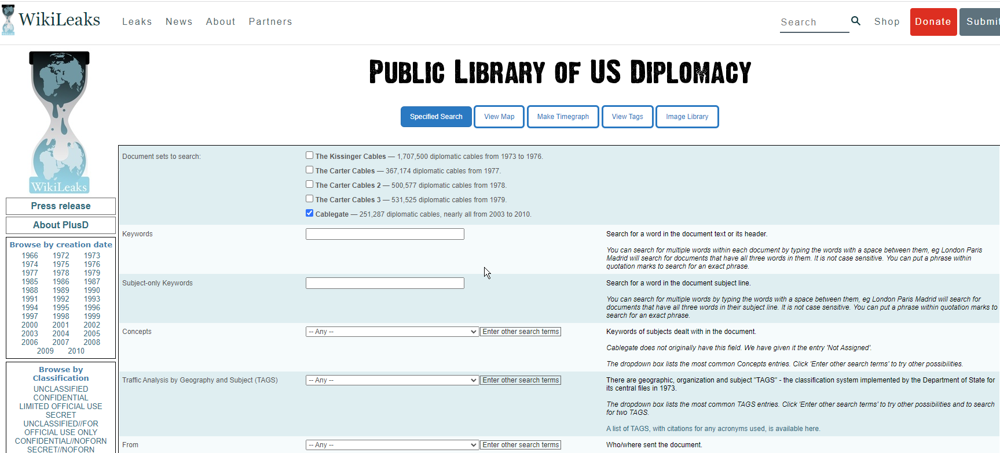 WikiLeaks Leaks News About Partners Search Shop Donate Submit
PUBLIC LIBRARY OF US DIPLOMACY
Specified Search View Map Make Timegraph View Tags Image Library
WikiLeaks
Press release
About PlusD
Browse by creation date
1966 1972 1973
1974 1975 1976
1977 1978 1979
1985 1986 1987
1988 1989 1990
1991 1992 1993
1994 1995 1996
1997 1998 1999
2000 2001 2002
2003 2004 2005
2006 2007 2008
2009 2010
Browse by
Classification
UNCLASSIFIED
CONFIDENTIAL
LIMITED OFFICIAL USE
SECRET
UNCLASSIFIED//FOR
OFFICIAL USE ONLY
CONFIDENTIAL//NOFORN
SECRET//NOFORN
Document sets to search:
The Kissinger Cables — 1,707,500 diplomatic cables from 1973 to 1976.
The Carter Cables — 367,174 diplomatic cables from 1977.
The Carter Cables 2 — 500,577 diplomatic cables from 1978.
The Carter Cables 3 — 531,525 diplomatic cables from 1979.
Cablegate — 251,287 diplomatic cables, nearly all from 2003 to 2010.
Keywords
Search for a word in the document text or its header.
You can search for multiple words within each document by typing the words with a space between them, eg London Paris
Madrid will search for documents that have all three words in them. It is not case sensitive. You can put a phrase within
quotation marks to search for an exact phrase.
Subject-only Keywords
Search for a word in the document subject line.
You can search for multiple words by typing the words with a space between them, eg London Paris Madrid will search for
documents that have all three words in their subject line. It is not case sensitive. You can put a phrase within quotation marks to
search for an exact phrase.
Concepts
-- Any -- Enter other search terms
Keywords of subjects dealt with in the document.
Cablegate does not originally have this field. We have given it the entry 'Not Assigned'.
The dropdown box lists the most common Concepts entries. Click 'Enter other search terms' to try other possibilities.
Traffic Analysis by Geography and Subject (TAGS)
-- Any -- Enter other search terms
There are geographic, organization and subject "TAGS" - the classification system implemented by the Department of State for
its central files in 1973.
The dropdown box lists the most common TAGS entries. Click 'Enter other search terms' to try other possibilities and to search
for two TAGS.
A list of TAGS, with citations for any acronyms used, is available here.
From
-- Any -- Enter other search terms
Who/where sent the document.